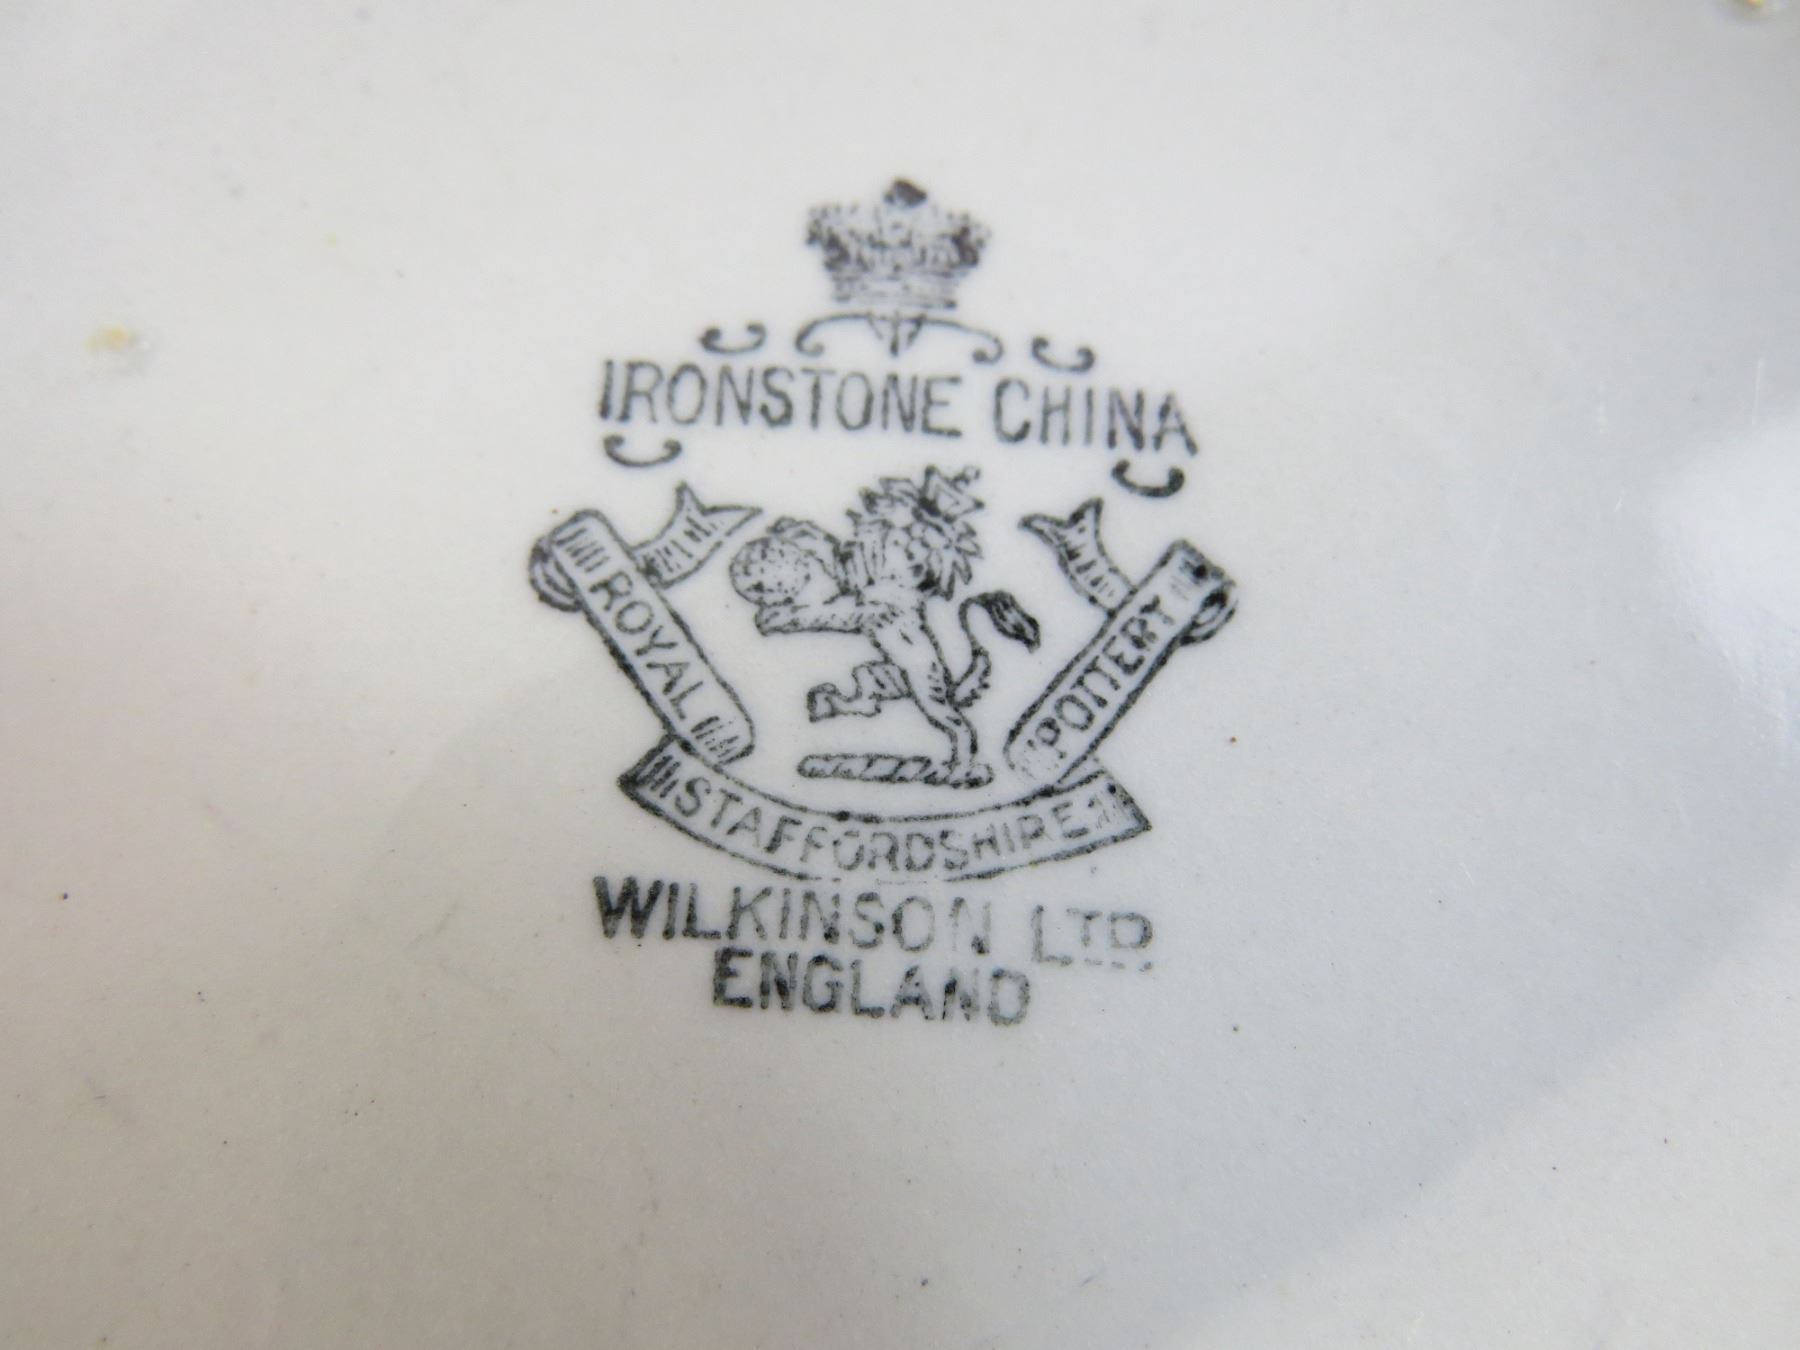 IRONSTONE CHINA
ROYAL
STAFFORDSHIRE
POTTERY
WILKINSON LTD
ENGLAND